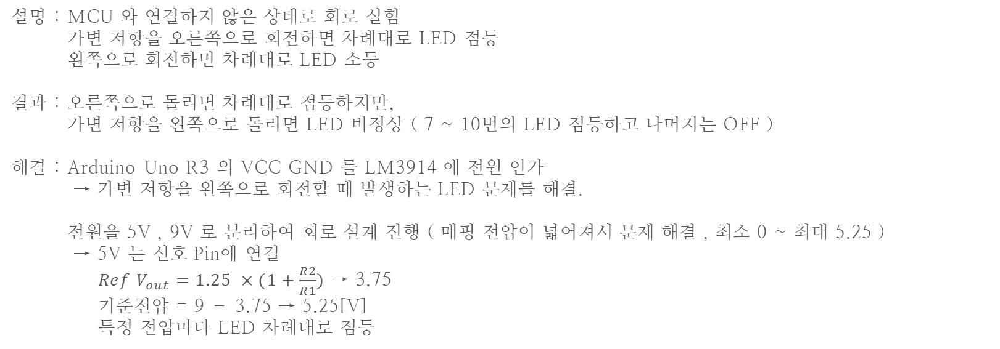 설명 : MCU 와 연결하지 않은 상태로 회로 실험
가변 저항을 오른쪽으로 회전하면 차례대로 LED 점등
왼쪽으로 회전하면 차례대로 LED 소등
결과 : 오른쪽으로 돌리면 차례대로 점등하지만,
가변 저항을 왼쪽으로 돌리면 LED 비정상 ( 7 ~ 10번의 LED 점등하고 나머지는 OFF )
해결 : Arduino Uno R3 의 VCC GND 를 LM3914 에 전원 인가
→ 가변 저항을 왼쪽으로 회전할 때 발생하는 LED 문제를 해결.
전원을 5V , 9V 로 분리하여 회로 설계 진행 ( 매핑 전압이 넓어져서 문제 해결 , 최소 0 ~ 최대 5.25 )
→ 5V 는 신호 Pin에 연결
Ref V_out = 1.25 × (1 + R2/R1) → 3.75
기준전압 = 9 − 3.75 → 5.25[V]
특정 전압마다 LED 차례대로 점등